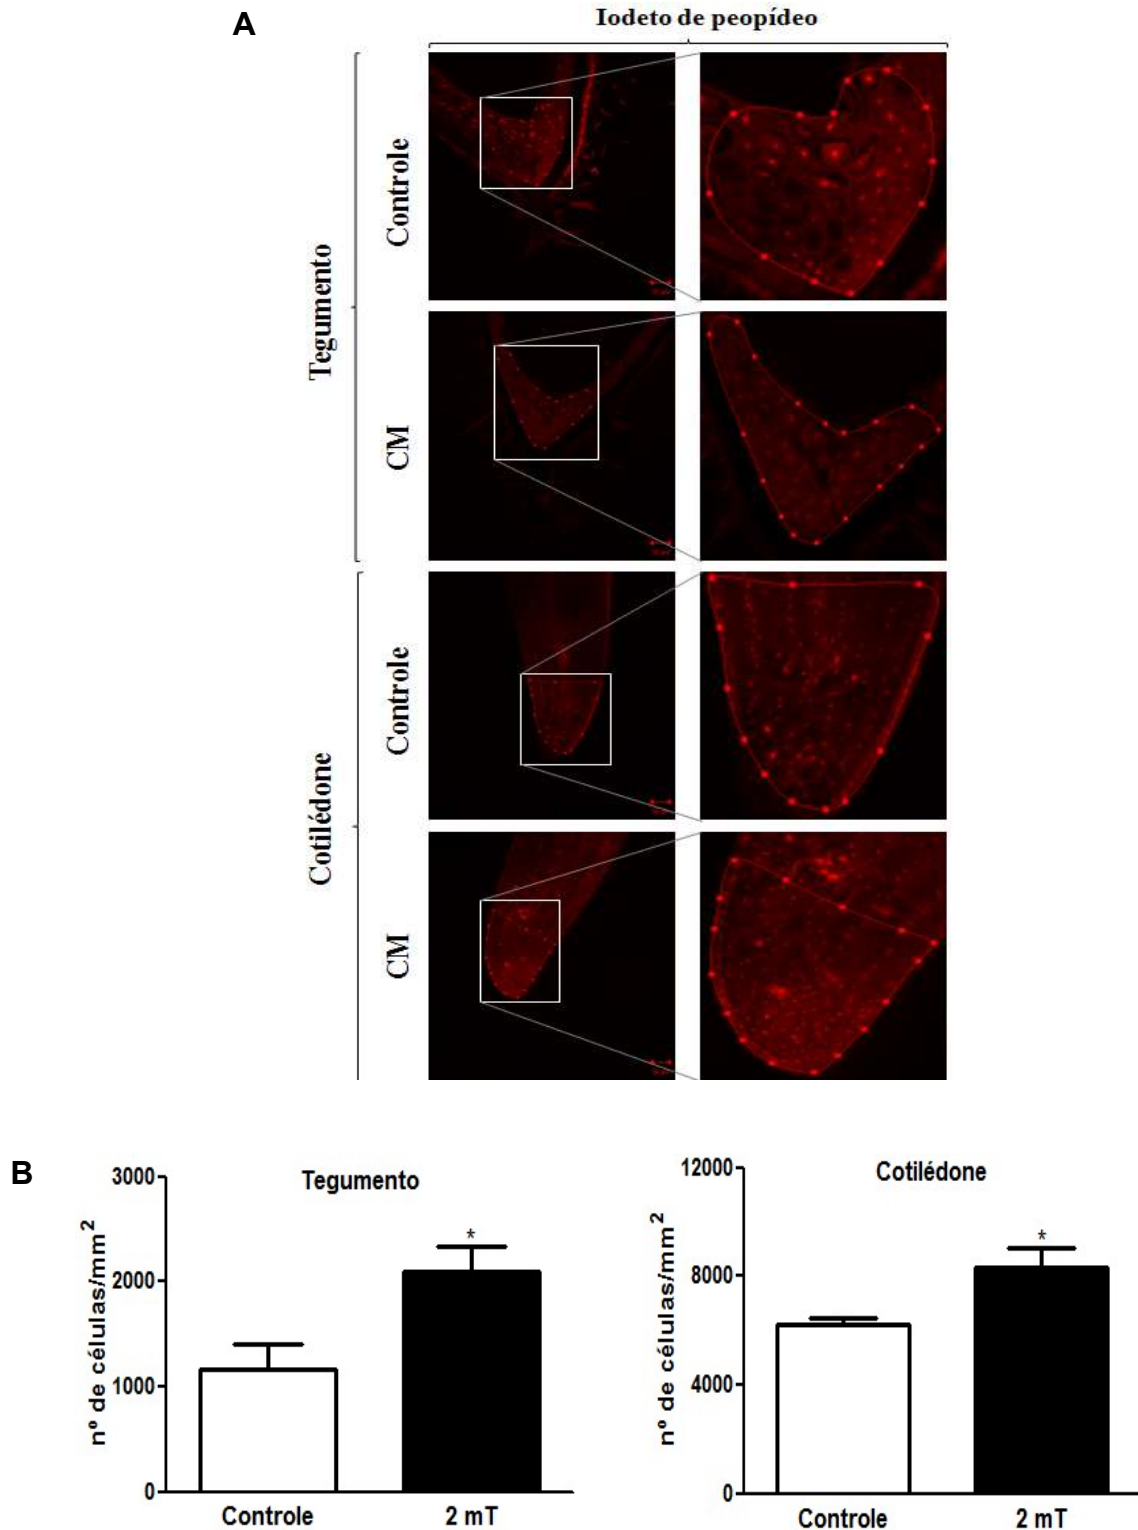 A
Iodeto de peopídeo
Tegumento
Controle
CM
Cotilédone
Controle
CM
B
Tegumento
nº de células/mm²
3000
2000
1000
0
*
Controle
2 mT
Cotilédone
nº de células/mm²
12000
8000
4000
0
*
Controle
2 mT